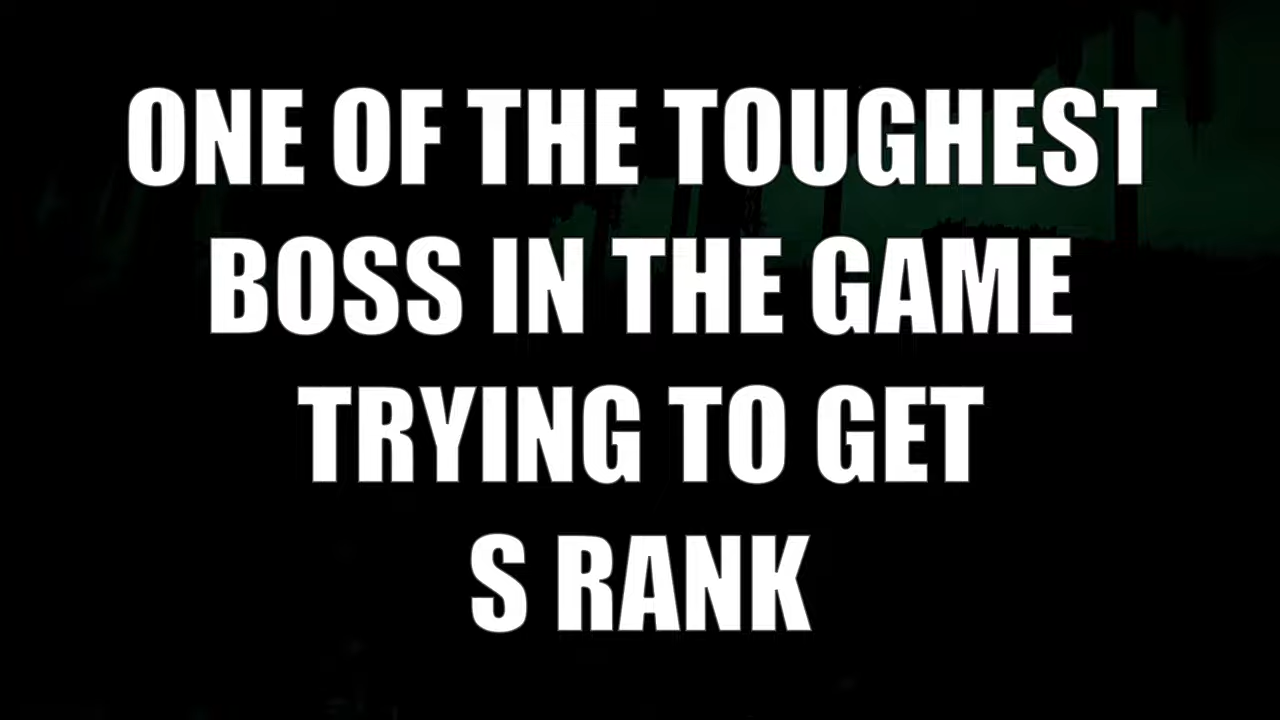 ONE OF THE TOUGHEST
BOSS IN THE GAME
TRYING TO GET
S RANK